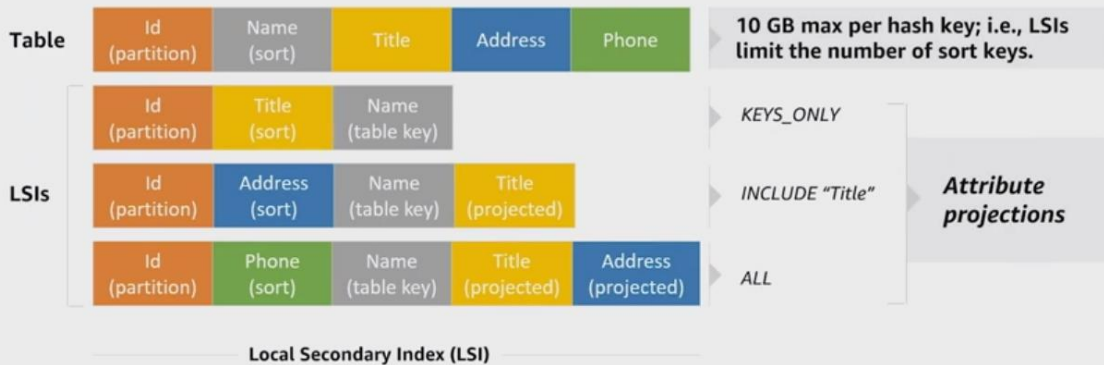 Table
Id
(partition)
Name
(sort)
Title
Address
Phone
10 GB max per hash key; i.e., LSIs
limit the number of sort keys.
LSIs
Id
(partition)
Title
(sort)
Name
(table key)
KEYS_ONLY
Id
(partition)
Address
(sort)
Name
(table key)
Title
(projected)
INCLUDE “Title”
Id
(partition)
Phone
(sort)
Name
(table key)
Title
(projected)
Address
(projected)
ALL
Attribute
projections
Local Secondary Index (LSI)